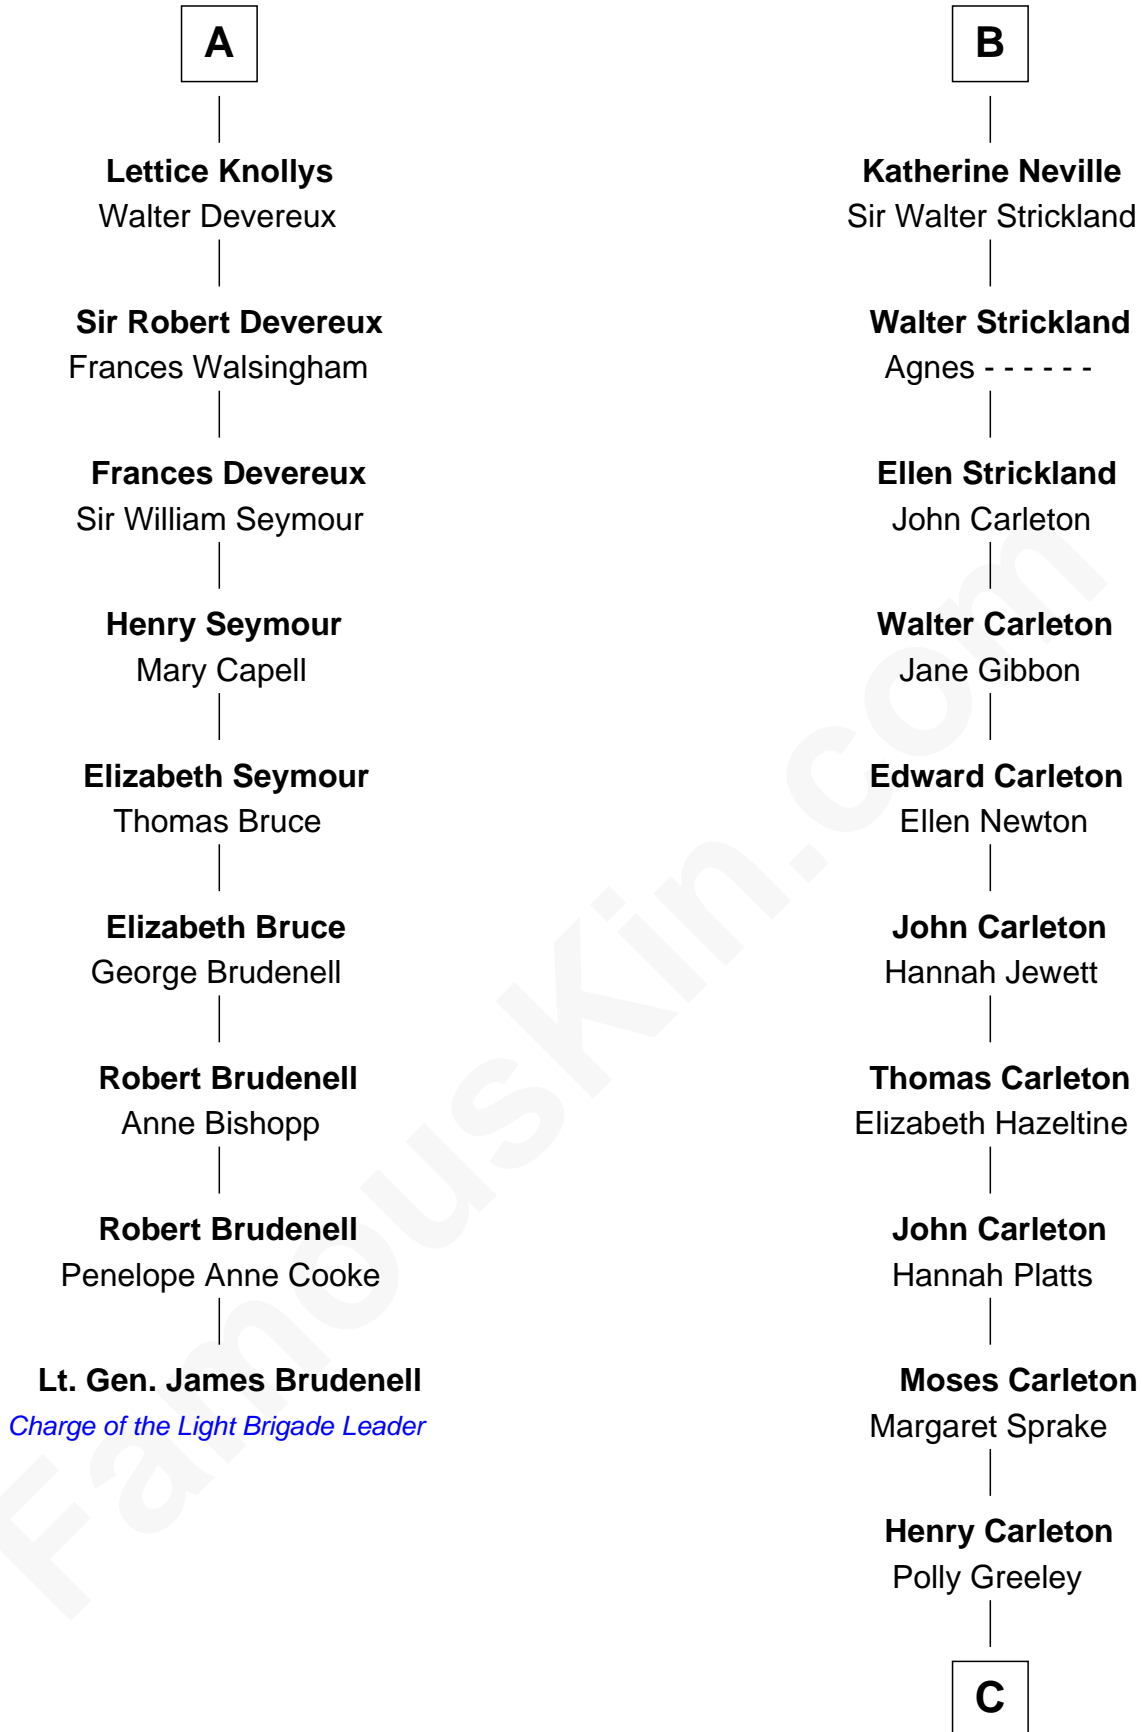 A
Lettice Knollys
Walter Devereux
Sir Robert Devereux
Frances Walsingham
Frances Devereux
Sir William Seymour
Henry Seymour
Mary Capell
Elizabeth Seymour
Thomas Bruce
Elizabeth Bruce
George Brudenell
Robert Brudenell
Anne Bishopp
Robert Brudenell
Penelope Anne Cooke
Lt. Gen. James Brudenell
Charge of the Light Brigade Leader
B
Katherine Neville
Sir Walter Strickland
Walter Strickland
Agnes - - - - - -
Ellen Strickland
John Carleton
Walter Carleton
Jane Gibbon
Edward Carleton
Ellen Newton
John Carleton
Hannah Jewett
Thomas Carleton
Elizabeth Hazeltine
John Carleton
Hannah Platts
Moses Carleton
Margaret Sprake
Henry Carleton
Polly Greeley
C
FamousKin.com